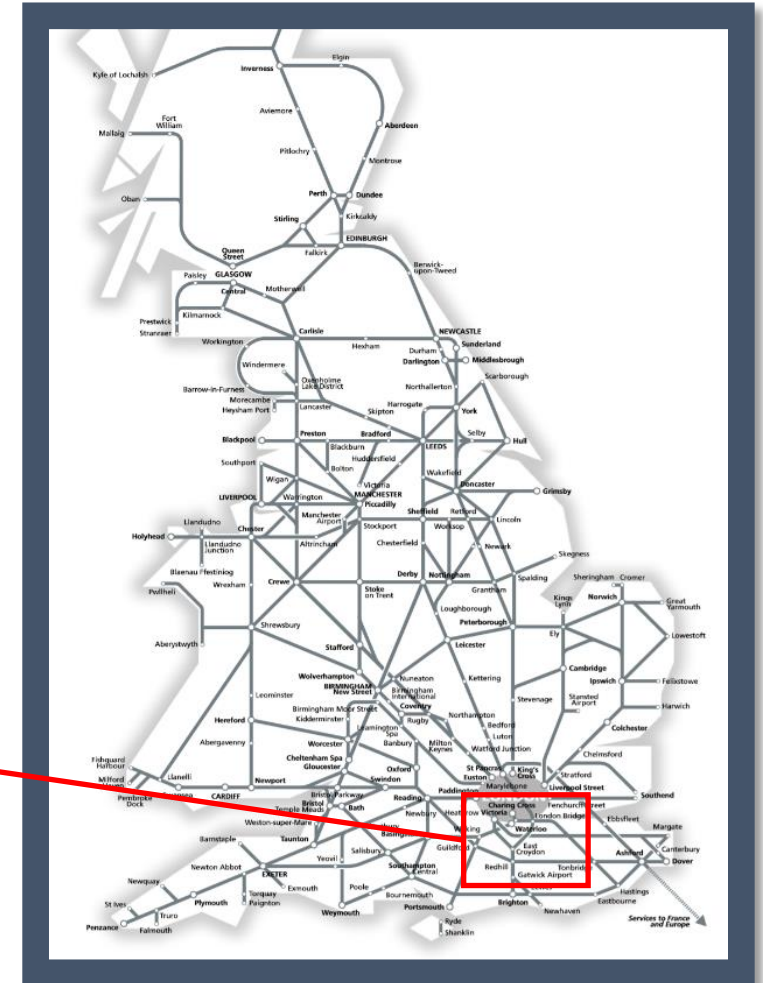 Elgin
Inverness
Kyle of Lochalsh
Aviemore
Fort
William
Mallaig
Aberdeen
Pitlochry
Montrose
Oban
Perth
Dundee
Stirling
Kirkcaldy
EDINBURGH
Falkirk
Queen
Street
GLASGOW
Central
Paisley
Motherwell
Berwick-
upon-Tweed
Prestwick
Stranraer
Kilmarnock
Carlisle
NEWCASTLE
Workington
Hexham
Sunderland
Durham
Darlington
Middlesbrough
Windermere
Oxenholme
Lake District
Northallerton
Scarborough
Barrow-in-Furness
Morecambe
Heysham Port
Lancaster
Harrogate
Skipton
York
Blackpool
Preston
Bradford
Selby
Hull
Blackburn
LEEDS
Huddersfield
Southport
Bolton
Wakefield
Wigan
Victoria
MANCHESTER
Piccadilly
Doncaster
Grimsby
LIVERPOOL
Warrington
Manchester
Airport
Sheffield
Retford
Llandudno
Stockport
Worksop
Lincoln
Holyhead
Chester
Llandudno
Junction
Altrincham
Chesterfield
Newark
Skegness
Blaenau Ffestiniog
Pwllheli
Wrexham
Crewe
Stoke
on Trent
Derby
Nottingham
Grantham
Spalding
Sheringham
Cromer
Kings
Lynn
Norwich
Great
Yarmouth
Loughborough
Shrewsbury
Peterborough
Ely
Lowestoft
Aberystwyth
Stafford
Leicester
Wolverhampton
BIRMINGHAM
New Street
Nuneaton
Birmingham
International
Kettering
Cambridge
Ipswich
Felixstowe
Leominster
Coventry
Stevenage
Stansted
Airport
Harwich
Birmingham Moor Street
Kidderminster
Rugby
Northampton
Hereford
Leamington
Spa
Bedford
Colchester
Abergavenny
Worcester
Banbury
Milton
Keynes
Luton
Watford Junction
Chelmsford
Cheltenham Spa
Gloucester
Oxford
St Pancras
Euston
King's
Cross
Stratford
Fishguard
Harbour
Milford
Llanelli
Pembroke
Dock
CARDIFF
Newport
Swindon
Marylebone
Paddington
Liverpool Street
Southend
Bristol Parkway
Bristol
Temple Meads
Bath
Reading
Charing Cross
Fenchurch Street
Newbury
Heathrow
Victoria
London Bridge
Ebbsfleet
Weston-super-Mare
Waterloo
Margate
Barnstaple
Taunton
Woking
Guildford
East
Croydon
Canterbury
Salisbury
Ashford
Dover
Newton Abbot
Yeovil
Southampton
Central
Redhill
Tonbridge
Gatwick Airport
EXETER
Newquay
Exmouth
Poole
Bournemouth
Hastings
Eastbourne
St Ives
Plymouth
Torquay
Paignton
Weymouth
Portsmouth
Brighton
Newhaven
Truro
Penzance
Falmouth
Ryde
Shanklin
Services to France
and Europe